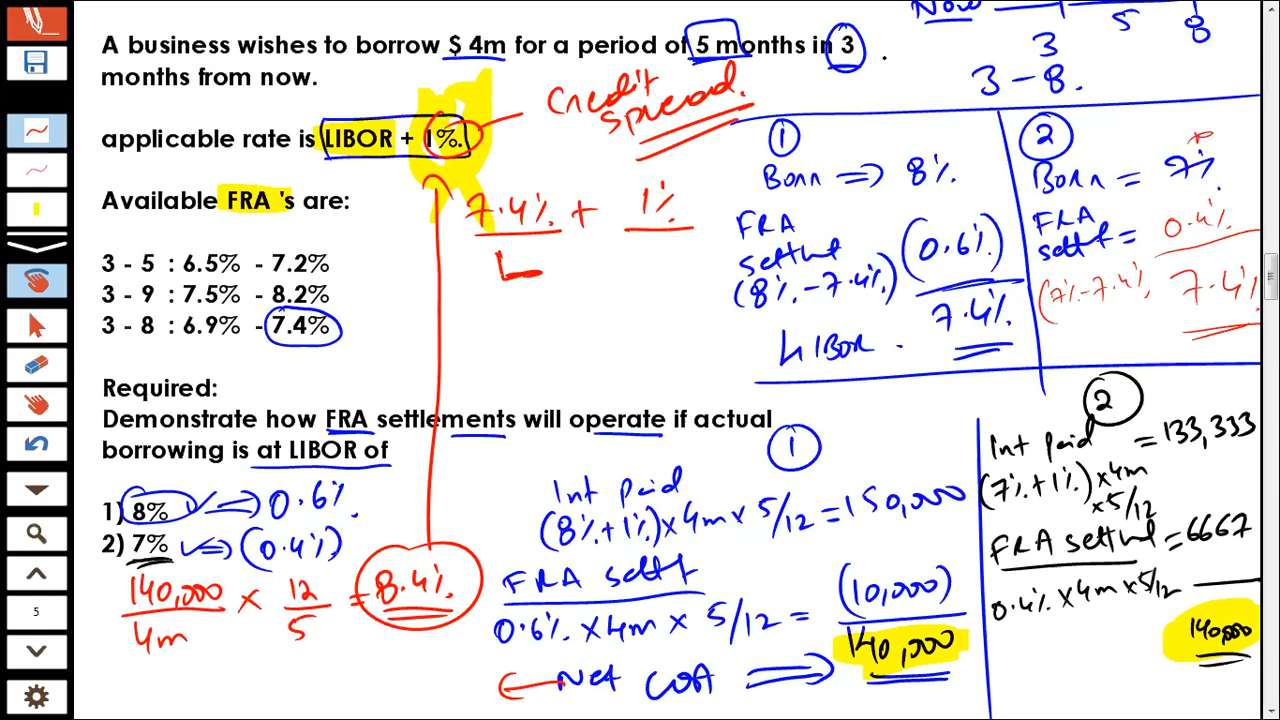 Now
5
8
3
3 - 8.
A business wishes to borrow $ 4m for a period of 5 months in 3
months from now.
Credit
spread.
applicable rate is LIBOR + 1%.
Available FRA 's are:
7.4% + 1%
L
3 - 5 : 6.5% - 7.2%
3 - 9 : 7.5% - 8.2%
3 - 8 : 6.9% - 7.4%
1
Borr => 8%.
FRA
settlmt (0.6%)
(8%-7.4%)
7.4%
LIBOR
2
Borr = 7%
FRA
settlt = 0.4%
(7%-7.4%
7.4%
Required:
Demonstrate how FRA settlements will operate if actual
borrowing is at LIBOR of
1) 8% => 0.6%
2) 7% => (0.4%)
140,000 × 12 = 8.4%
4m 5
1
Int paid
(8%+1%)×4m×5/12=150,000
FRA settlt
0.6%×4m×5/12 = (10,000)
140,000
Net cost =>
2
Int paid = 133,333
(7%+1%)×4m
×5/12
FRA settlmt = 6667
0.4%×4m×5/12
140,000
5